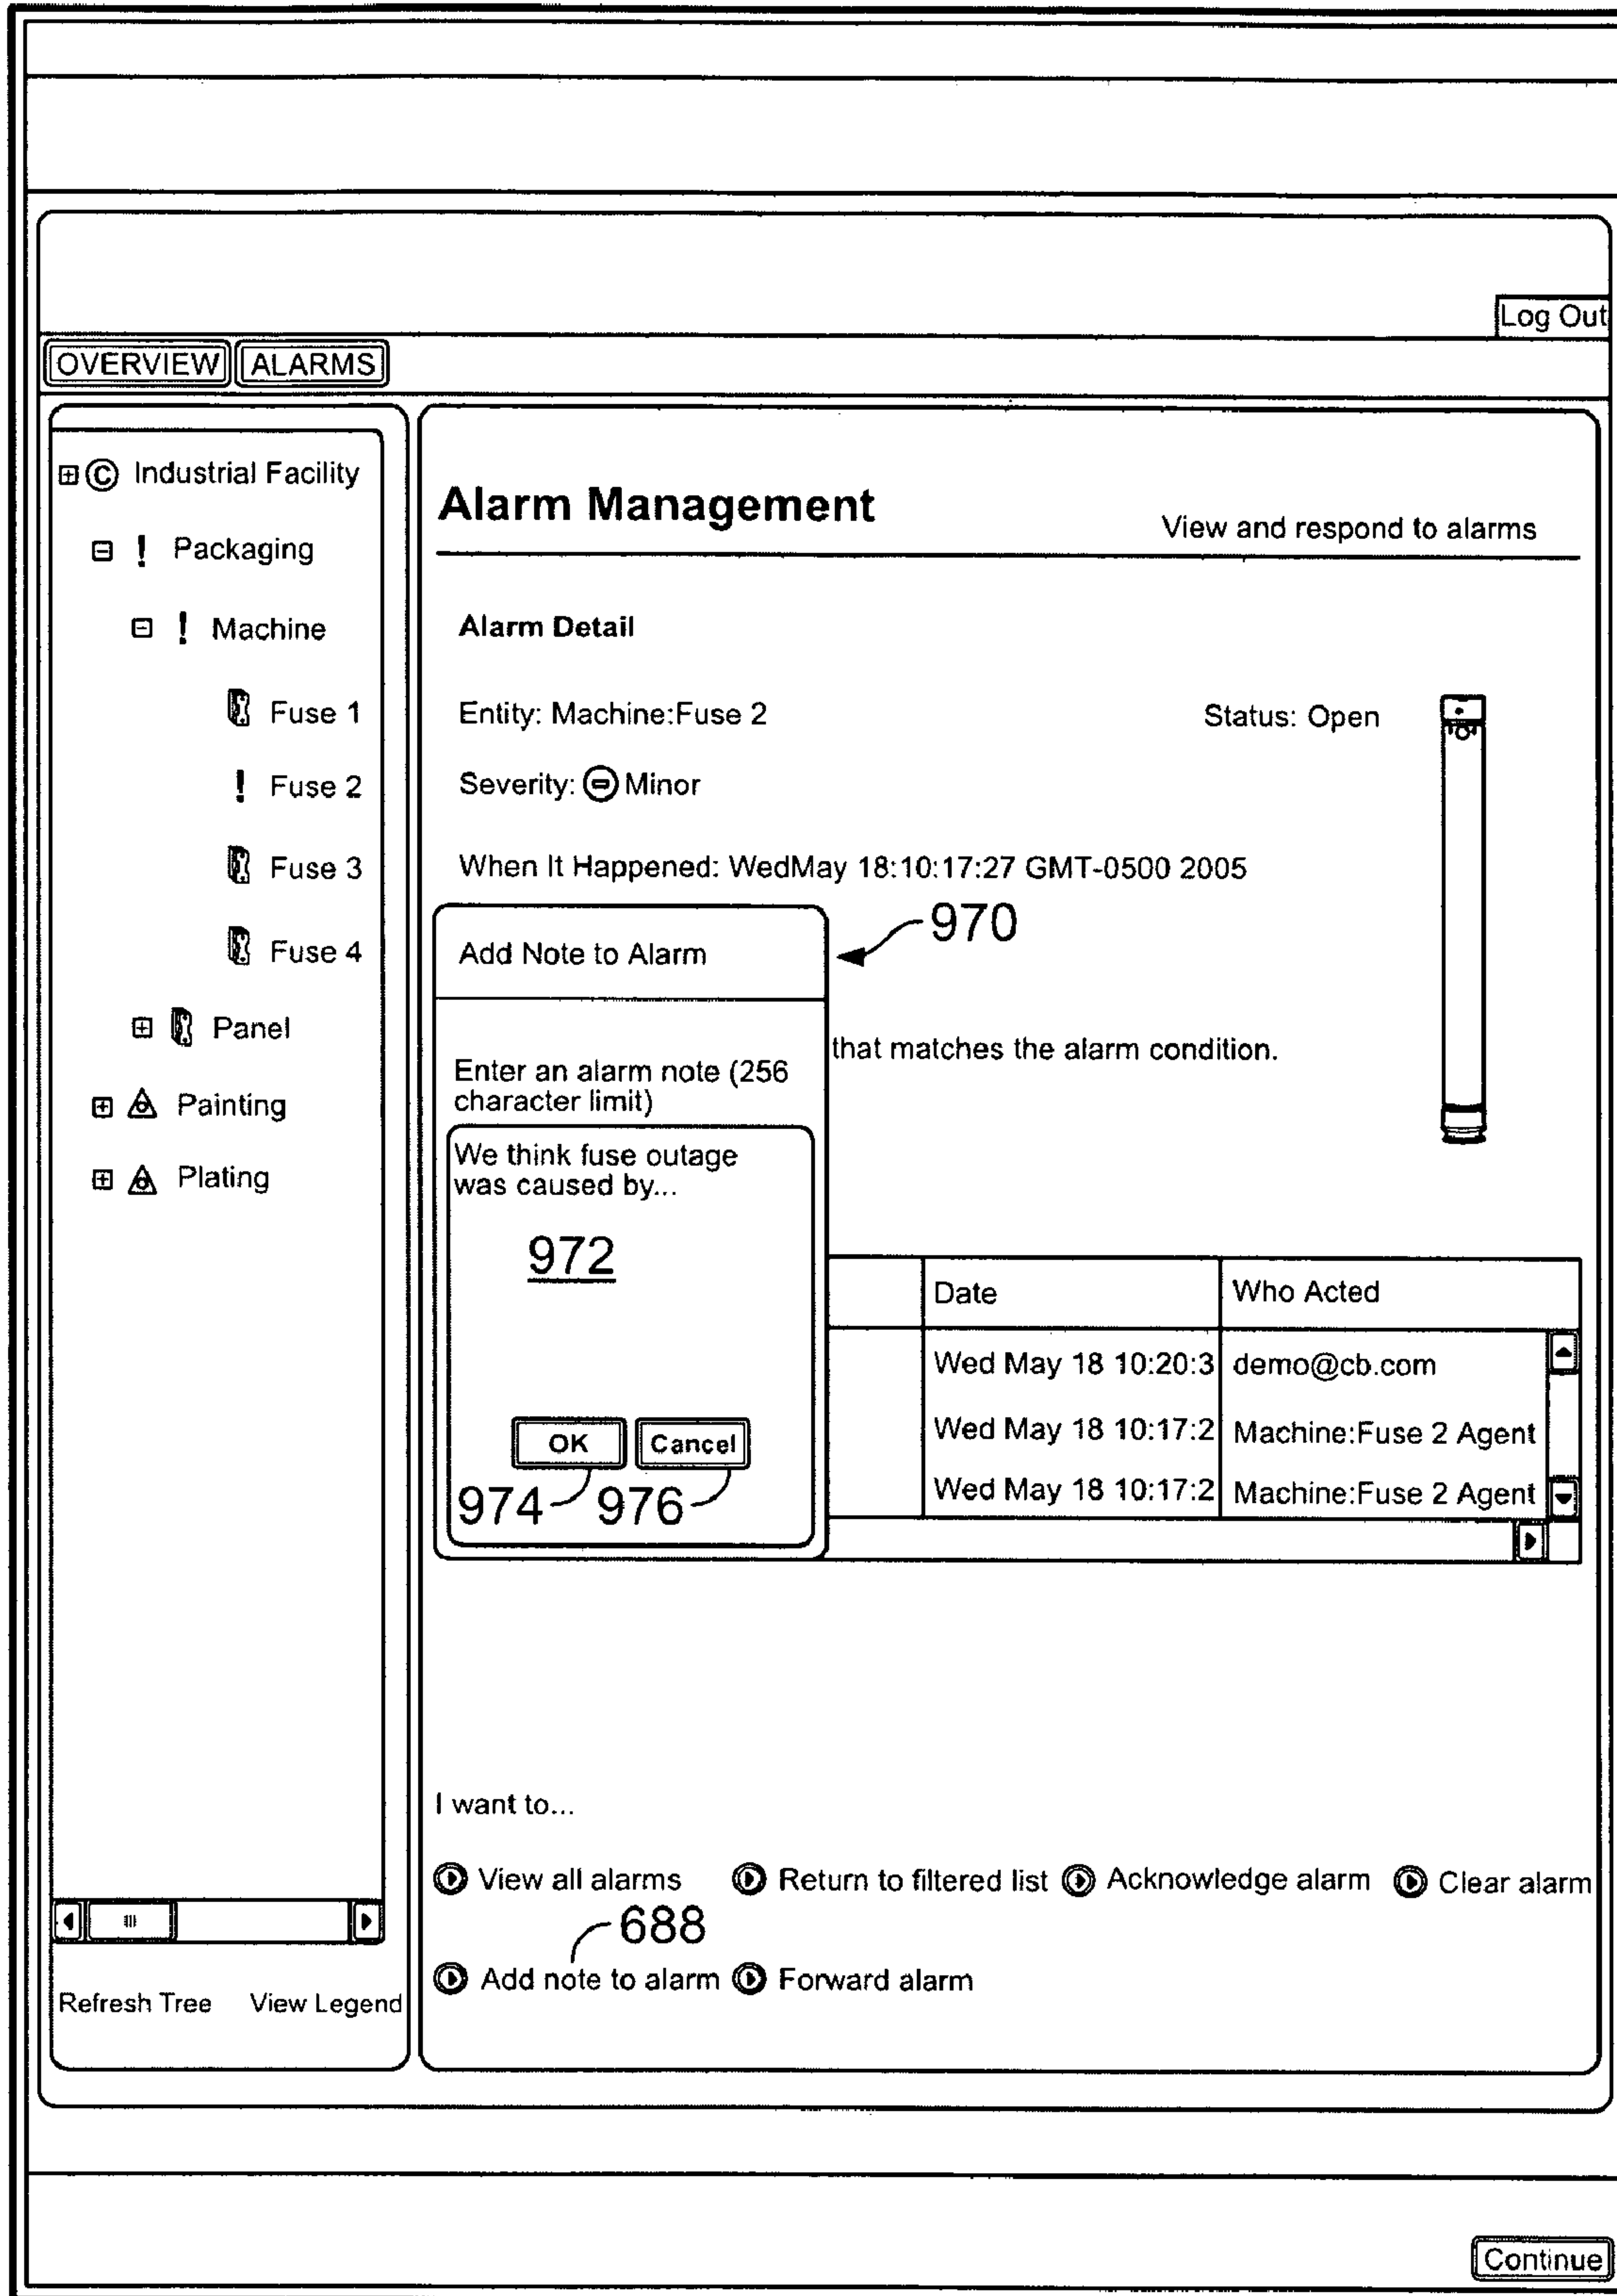 Log Out
OVERVIEW ALARMS
© Industrial Facility
! Packaging
! Machine
Fuse 1
! Fuse 2
Fuse 3
Fuse 4
Panel
Painting
Plating
Refresh Tree View Legend
Alarm Management
View and respond to alarms
Alarm Detail
Entity: Machine:Fuse 2
Status: Open
Severity: Minor
When It Happened: WedMay 18:10:17:27 GMT-0500 2005
970
Add Note to Alarm
that matches the alarm condition.
Enter an alarm note (256
character limit)
We think fuse outage
was caused by...
972
OK Cancel
974 976
Date Who Acted
Wed May 18 10:20:3 demo@cb.com
Wed May 18 10:17:2 Machine:Fuse 2 Agent
Wed May 18 10:17:2 Machine:Fuse 2 Agent
I want to...
View all alarms Return to filtered list Acknowledge alarm Clear alarm
688
Add note to alarm Forward alarm
Continue